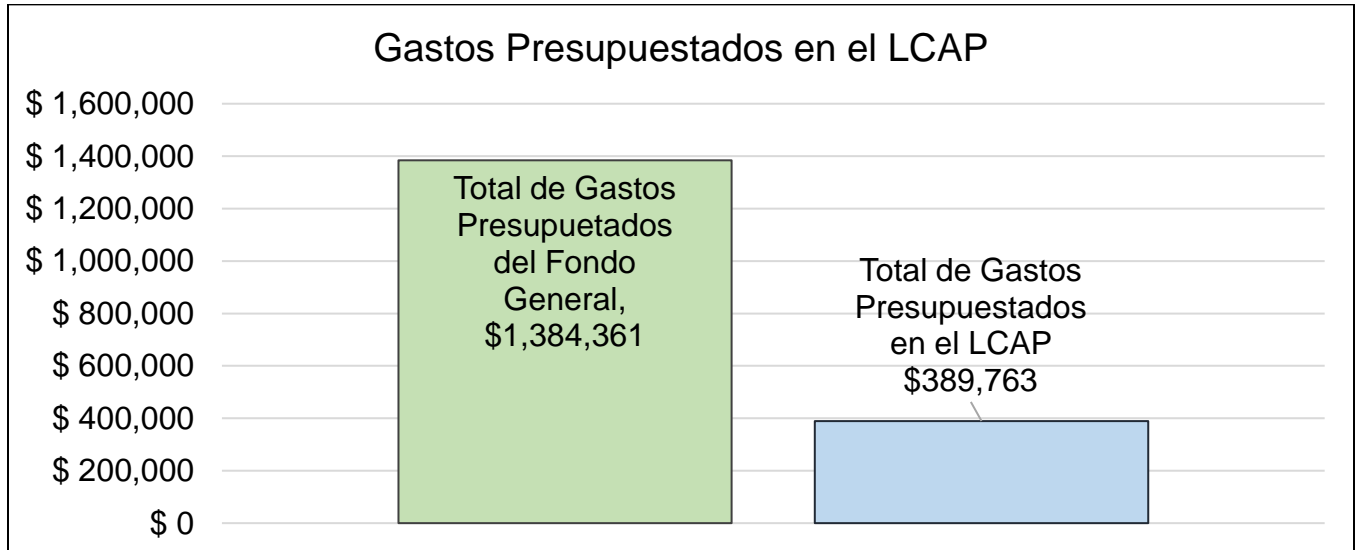 Gastos Presupuestados en el LCAP
$ 1,600,000
$ 1,400,000
$ 1,200,000
$ 1,000,000
$ 800,000
$ 600,000
$ 400,000
$ 200,000
$ 0
Total de Gastos
Presupuetados
del Fondo
General,
$1,384,361
Total de Gastos
Presupuestados
en el LCAP
$389,763